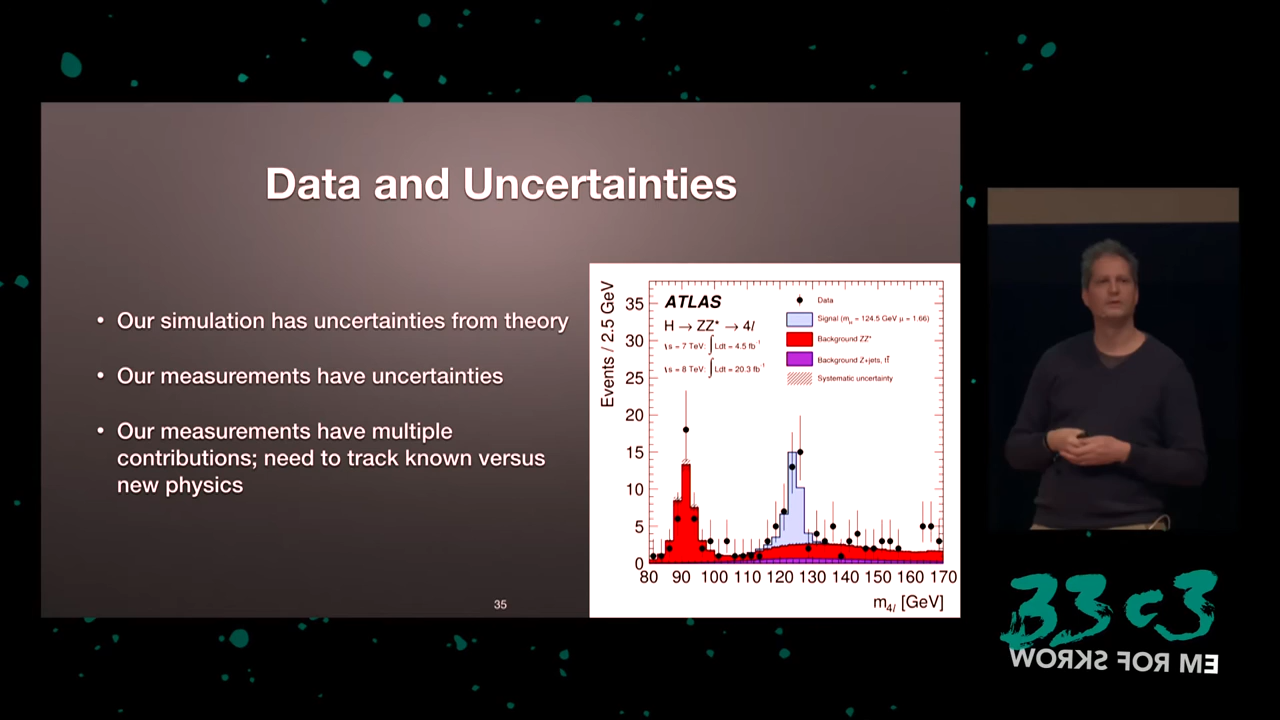 Data and Uncertainties
• Our simulation has uncertainties from theory
• Our measurements have uncertainties
• Our measurements have multiple
contributions; need to track known versus
new physics
35
Events / 2.5 GeV
35
30
25
20
15
10
5
0
80 90 100 110 120 130 140 150 160 170
m4l [GeV]
ATLAS
H → ZZ* → 4l
√s = 7 TeV: ∫Ldt = 4.5 fb⁻¹
√s = 8 TeV: ∫Ldt = 20.3 fb⁻¹
Data
Signal (mH = 124.5 GeV μ = 1.66)
Background ZZ*
Background Z+jets, tt̄
Systematic uncertainty
33c3
WORKS FOR ME